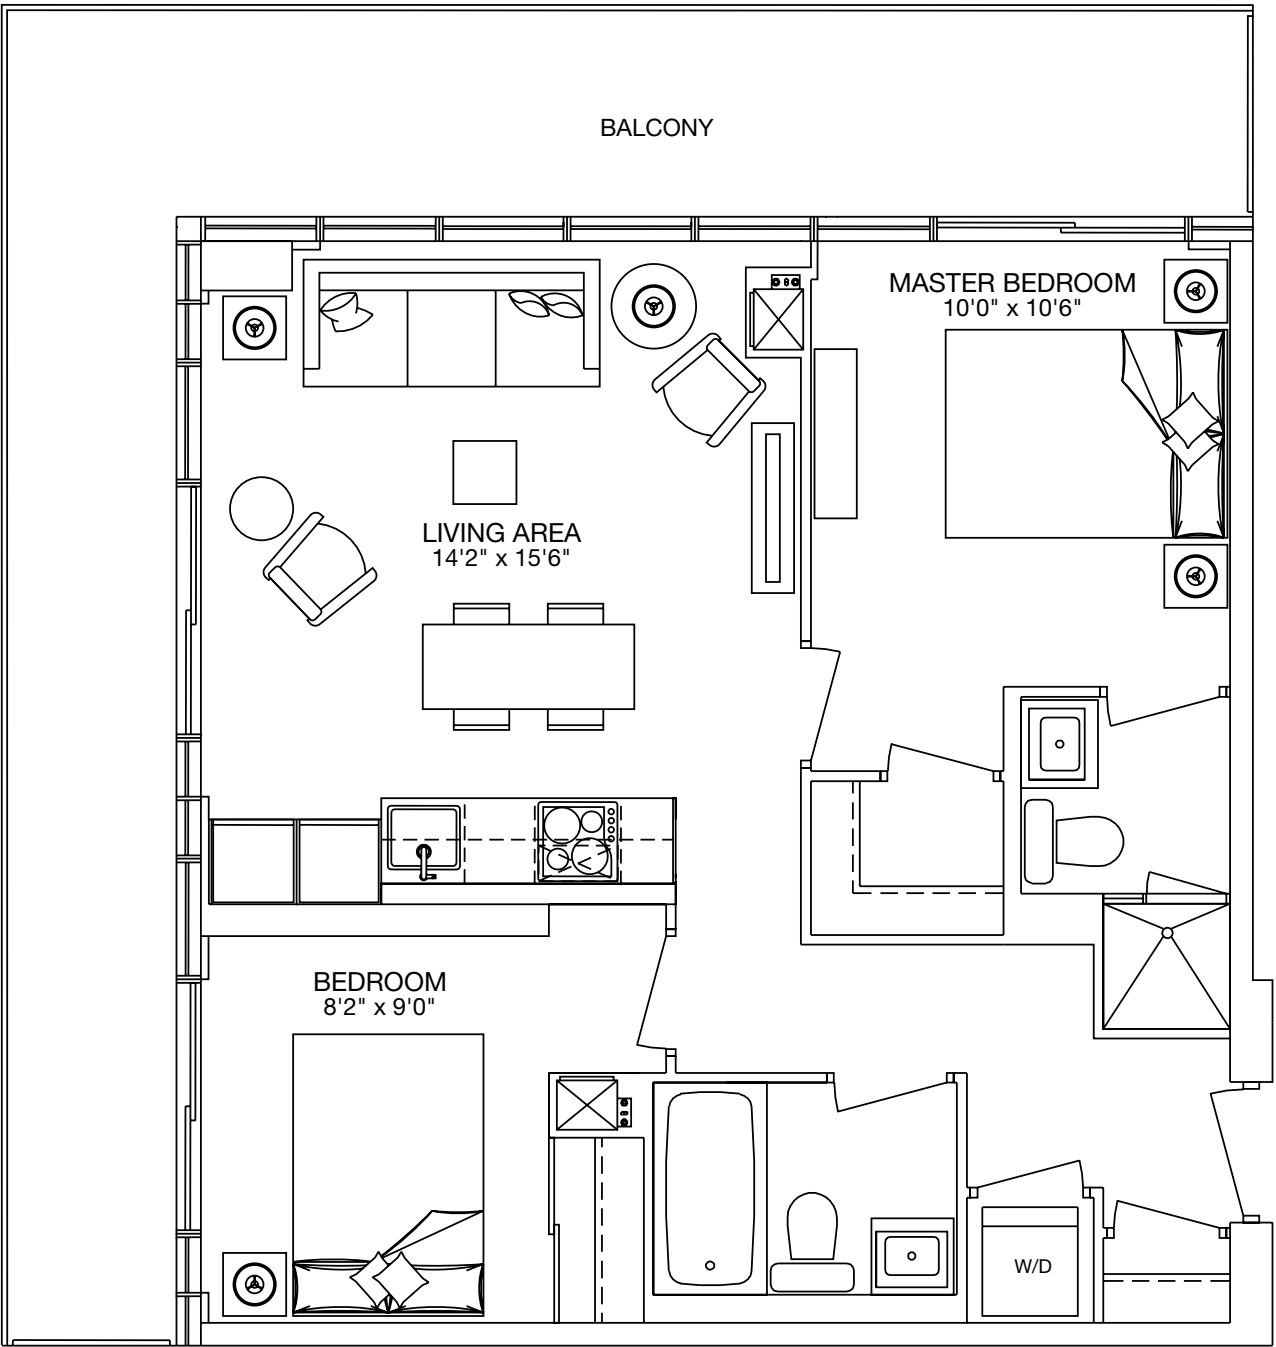 BALCONY
MASTER BEDROOM
10'0" x 10'6"
LIVING AREA
14'2" x 15'6"
BEDROOM
8'2" x 9'0"
W/D